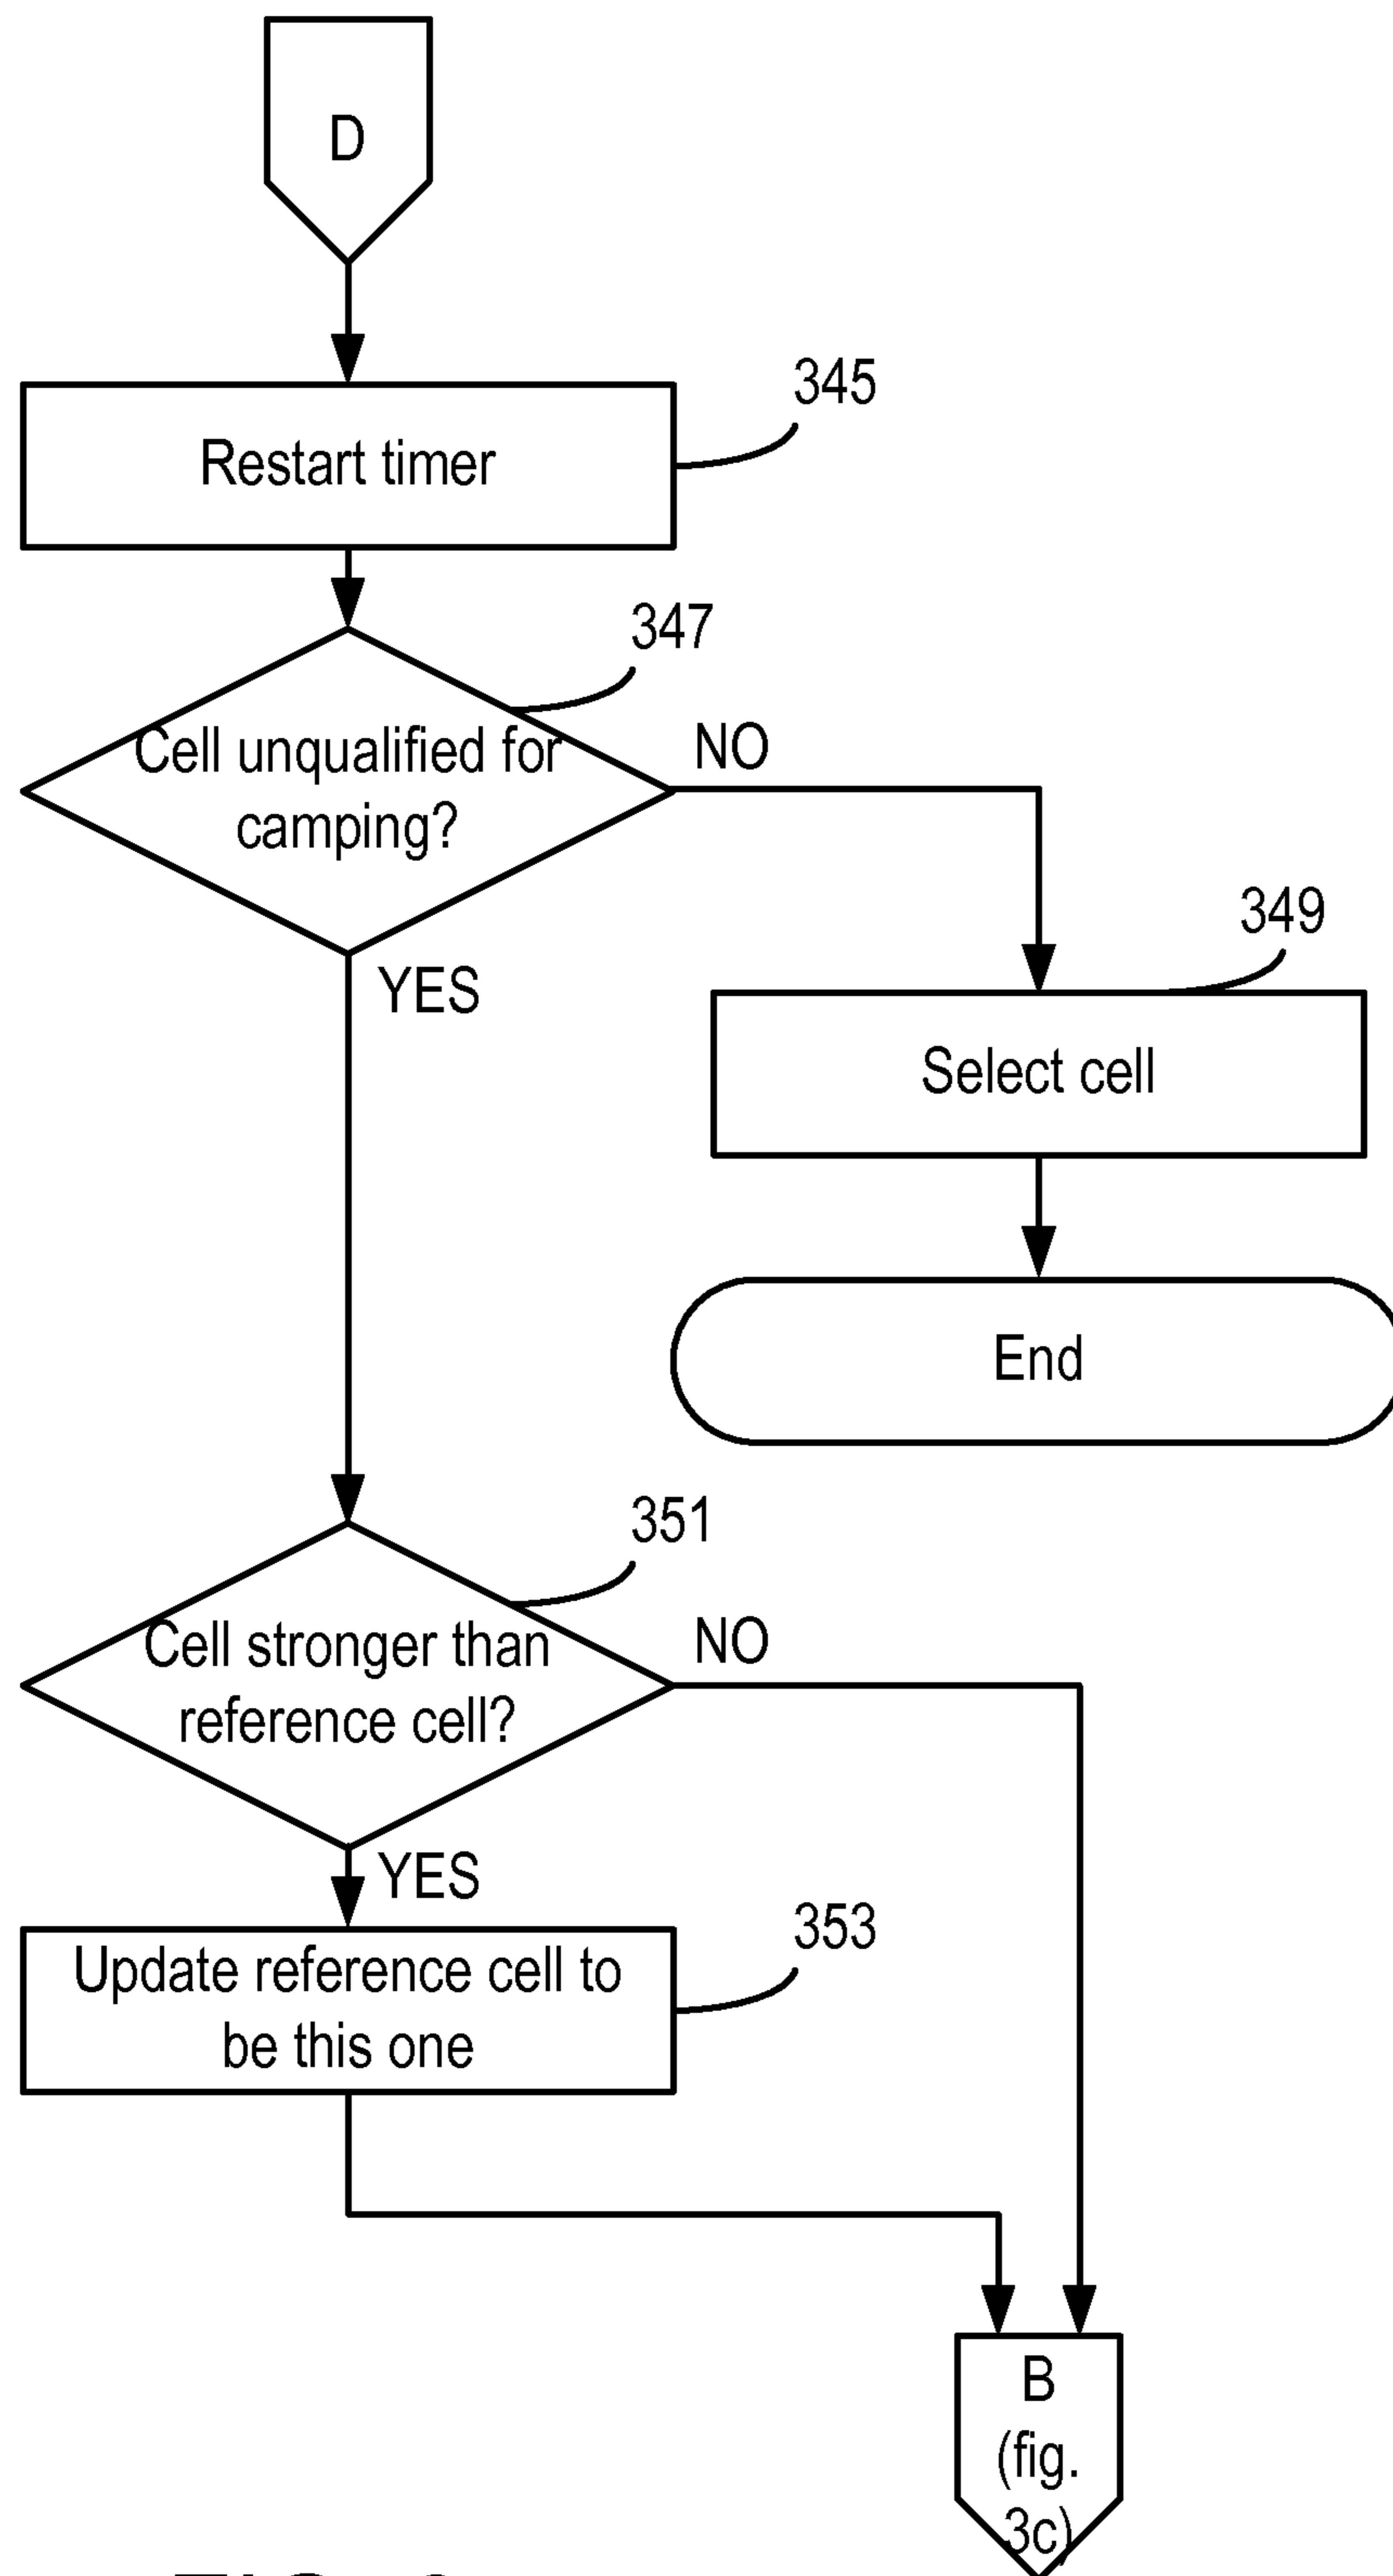 D
345
Restart timer
347
Cell unqualified for
camping?
NO
YES
349
Select cell
End
351
Cell stronger than
reference cell?
NO
YES
353
Update reference cell to
be this one
B
(fig.
3c)